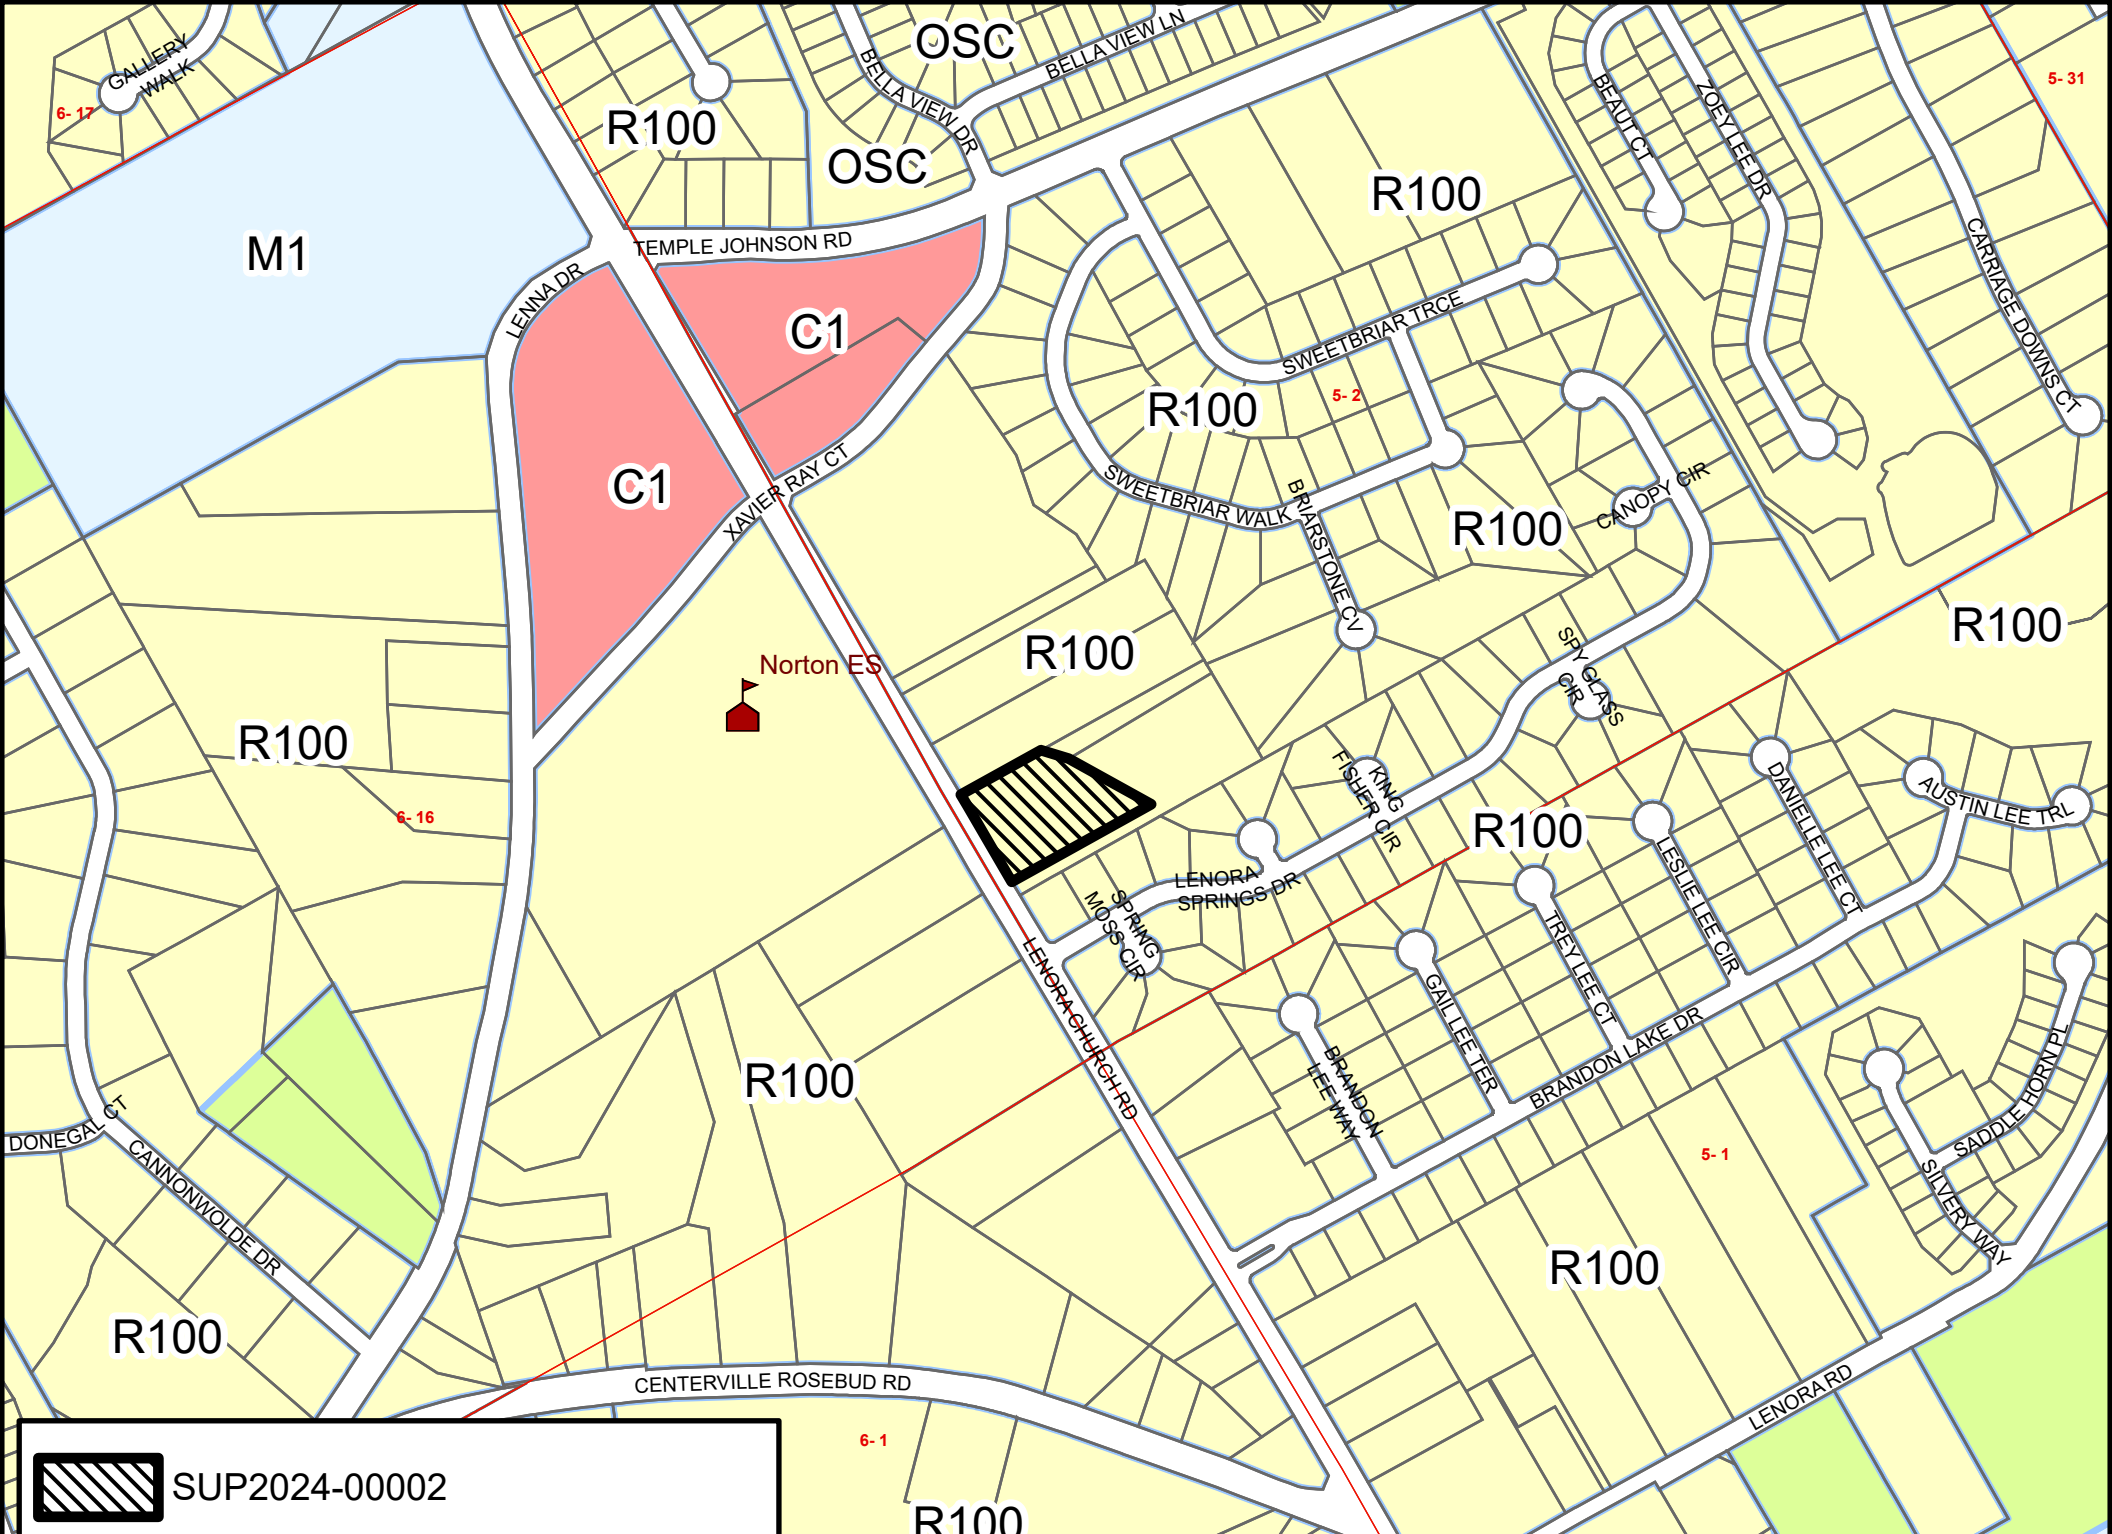 GALLERY
WALK
6- 17
M1
R100
OSC
BELLA VIEW LN
BELLA VIEW DR
OSC
BEAUT CT
ZOEY LEE DR
5- 31
R100
CARRIAGE DOWNS CT
TEMPLE JOHNSON RD
LENNA DR
C1
C1
XAVIER RAY CT
SWEETBRIAR TRCE
5- 2
R100
SWEETBRIAR WALK
BRIARSTONE CV
R100
CANOPY CIR
R100
Norton ES
R100
SPY GLASS
CIR
R100
6- 16
KING
FISHER CIR
R100
DANIELLE LEE CT
AUSTIN LEE TRL
LESLIE LEE CIR
LENORA
SPRINGS DR
SPRING
MOSS CIR
TREY LEE CT
GAIL LEE TER
LENORA CHURCH RD
R100
BRANDON
LEE WAY
BRANDON LAKE DR
SADDLE HORN PL
5- 1
SILVERY WAY
DONEGAL CT
CANNONWOLDE DR
R100
R100
CENTERVILLE ROSEBUD RD
LENORA RD
6- 1
SUP2024-00002
R100